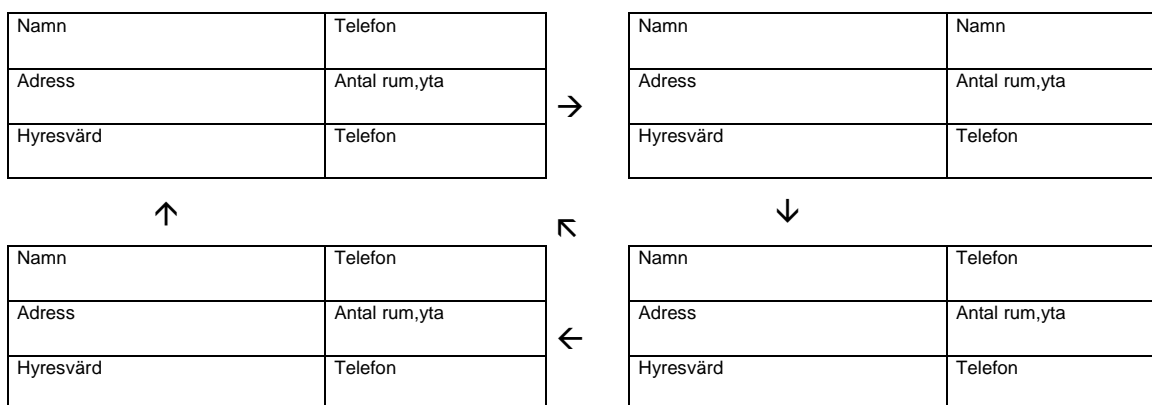 Namn Telefon Namn Namn
Adress Antal rum,yta Adress Antal rum,yta
→
Hyresvärd Telefon Hyresvärd Telefon
↑ ↖ ↓
Namn Telefon Namn Telefon
Adress Antal rum,yta Adress Antal rum,yta
←
Hyresvärd Telefon Hyresvärd Telefon